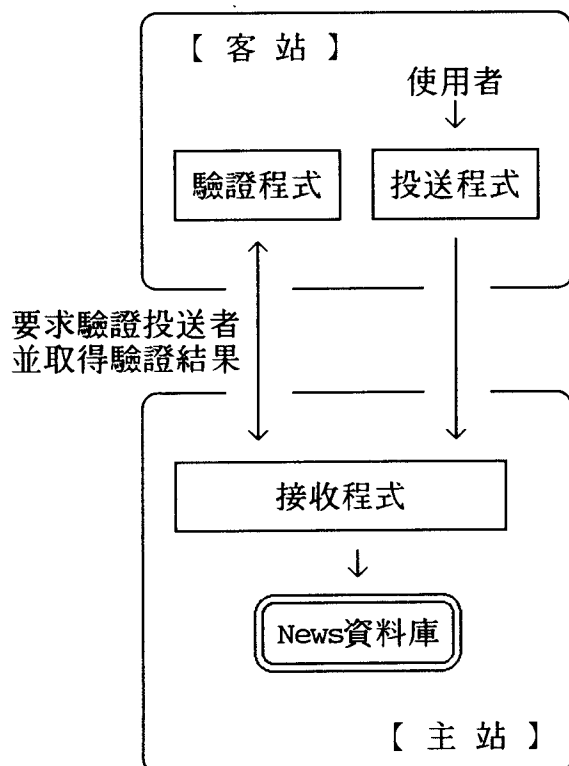 【 客 站 】
使用者
驗證程式
投送程式
要求驗證投送者
並取得驗證結果
接收程式
News資料庫
【 主 站 】